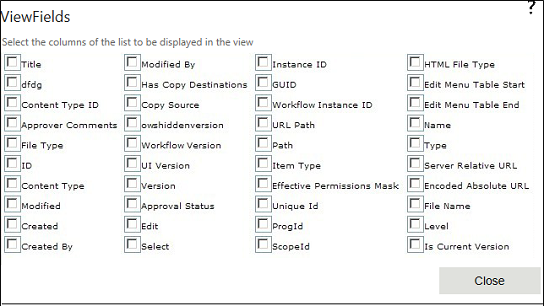 ViewFields
?
Select the columns of the list to be displayed in the view
Title
dfdg
Content Type ID
Approver Comments
File Type
ID
Content Type
Modified
Created
Created By
Modified By
Has Copy Destinations
Copy Source
owshiddenversion
Workflow Version
UI Version
Version
Approval Status
Edit
Select
Instance ID
GUID
Workflow Instance ID
URL Path
Path
Item Type
Effective Permissions Mask
Unique Id
ProgId
ScopeId
HTML File Type
Edit Menu Table Start
Edit Menu Table End
Name
Type
Server Relative URL
Encoded Absolute URL
File Name
Level
Is Current Version
Close